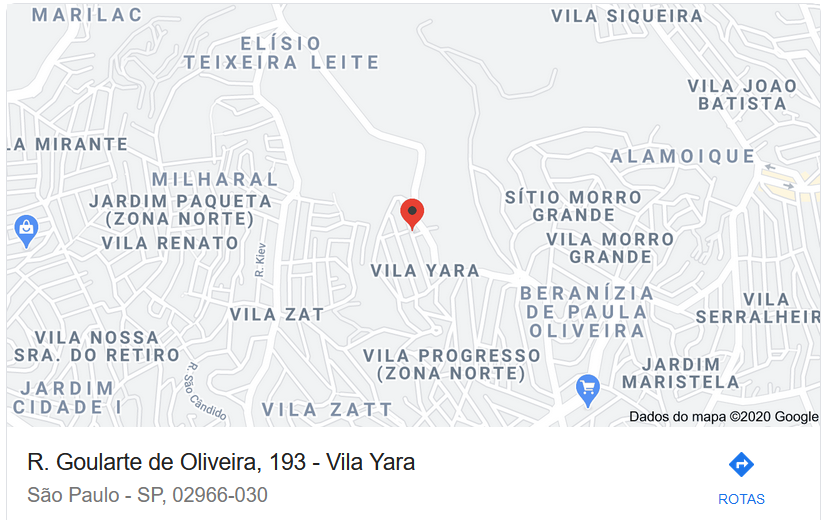 MARILAC
VILA SIQUEIRA
ELÍSIO
TEIXEIRA LEITE
VILA JOAO
BATISTA
LA MIRANTE
ALAMOIQUE
MILHARAL
JARDIM PAQUETA
(ZONA NORTE)
SÍTIO MORRO
GRANDE
VILA RENATO
R. Kiev
VILA MORRO
GRANDE
VILA YARA
BERANÍZIA
DE PAULA
OLIVEIRA
VILA
SERRALHEIR
VILA ZAT
VILA NOSSA
SRA. DO RETIRO
VILA PROGRESSO
(ZONA NORTE)
JARDIM
MARISTELA
R. São Cândido
JARDIM
CIDADE I
VILA ZATT
Dados do mapa ©2020 Google
R. Goularte de Oliveira, 193 - Vila Yara
São Paulo - SP, 02966-030
ROTAS